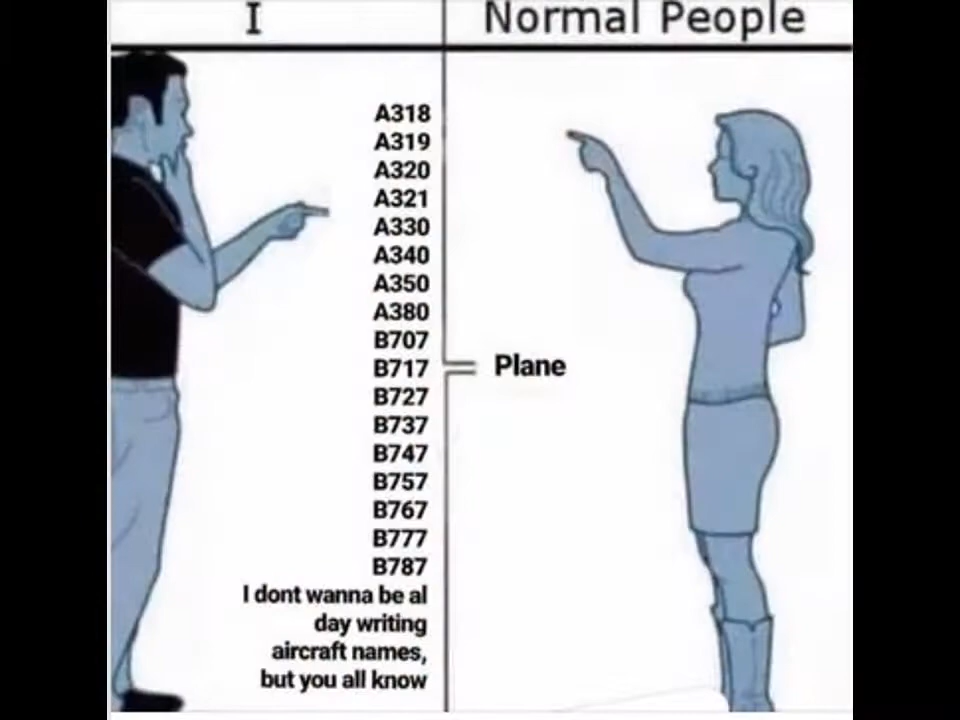 I
Normal People
A318
A319
A320
A321
A330
A340
A350
A380
B707
B717
B727
B737
B747
B757
B767
B777
B787
I dont wanna be al
day writing
aircraft names,
but you all know
Plane